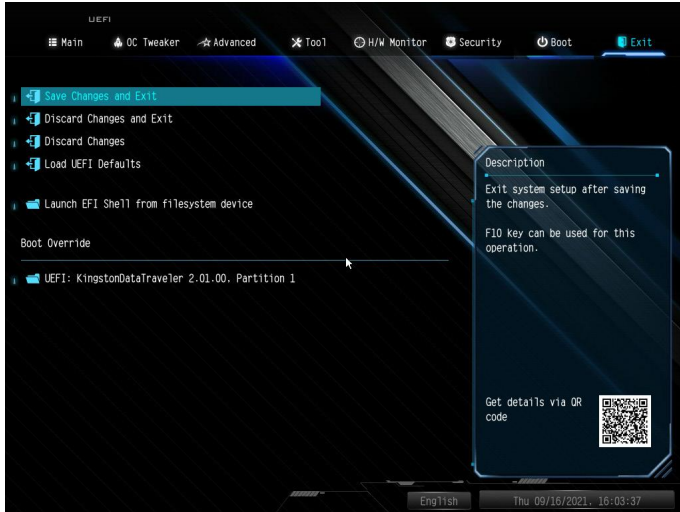 UEFI
Main
OC Tweaker
Advanced
Tool
H/W Monitor
Security
Boot
Exit
Save Changes and Exit
Discard Changes and Exit
Discard Changes
Load UEFI Defaults
Launch EFI Shell from filesystem device
Boot Override
UEFI: KingstonDataTraveler 2.01.00, Partition 1
Description
Exit system setup after saving
the changes.
F10 key can be used for this
operation.
Get details via QR
code
English
Thu 09/16/2021. 16:03:37